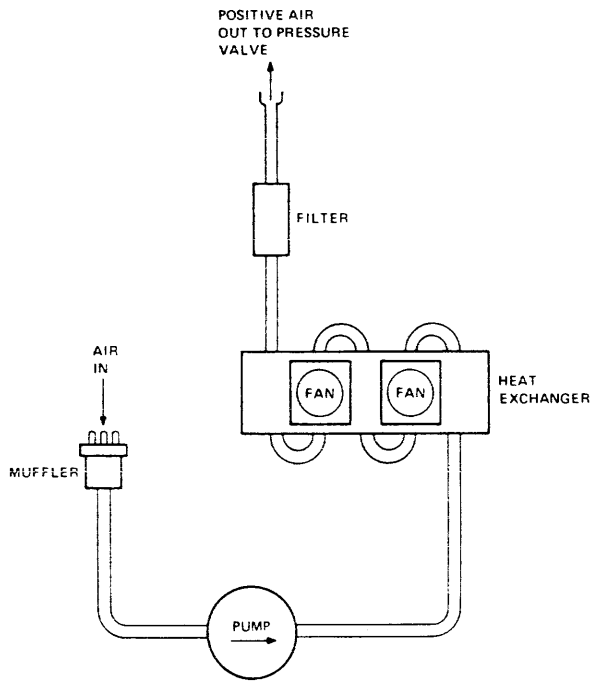 POSITIVE AIR
OUT TO PRESSURE
VALVE
FILTER
AIR
IN
FAN
FAN
HEAT
EXCHANGER
MUFFLER
PUMP